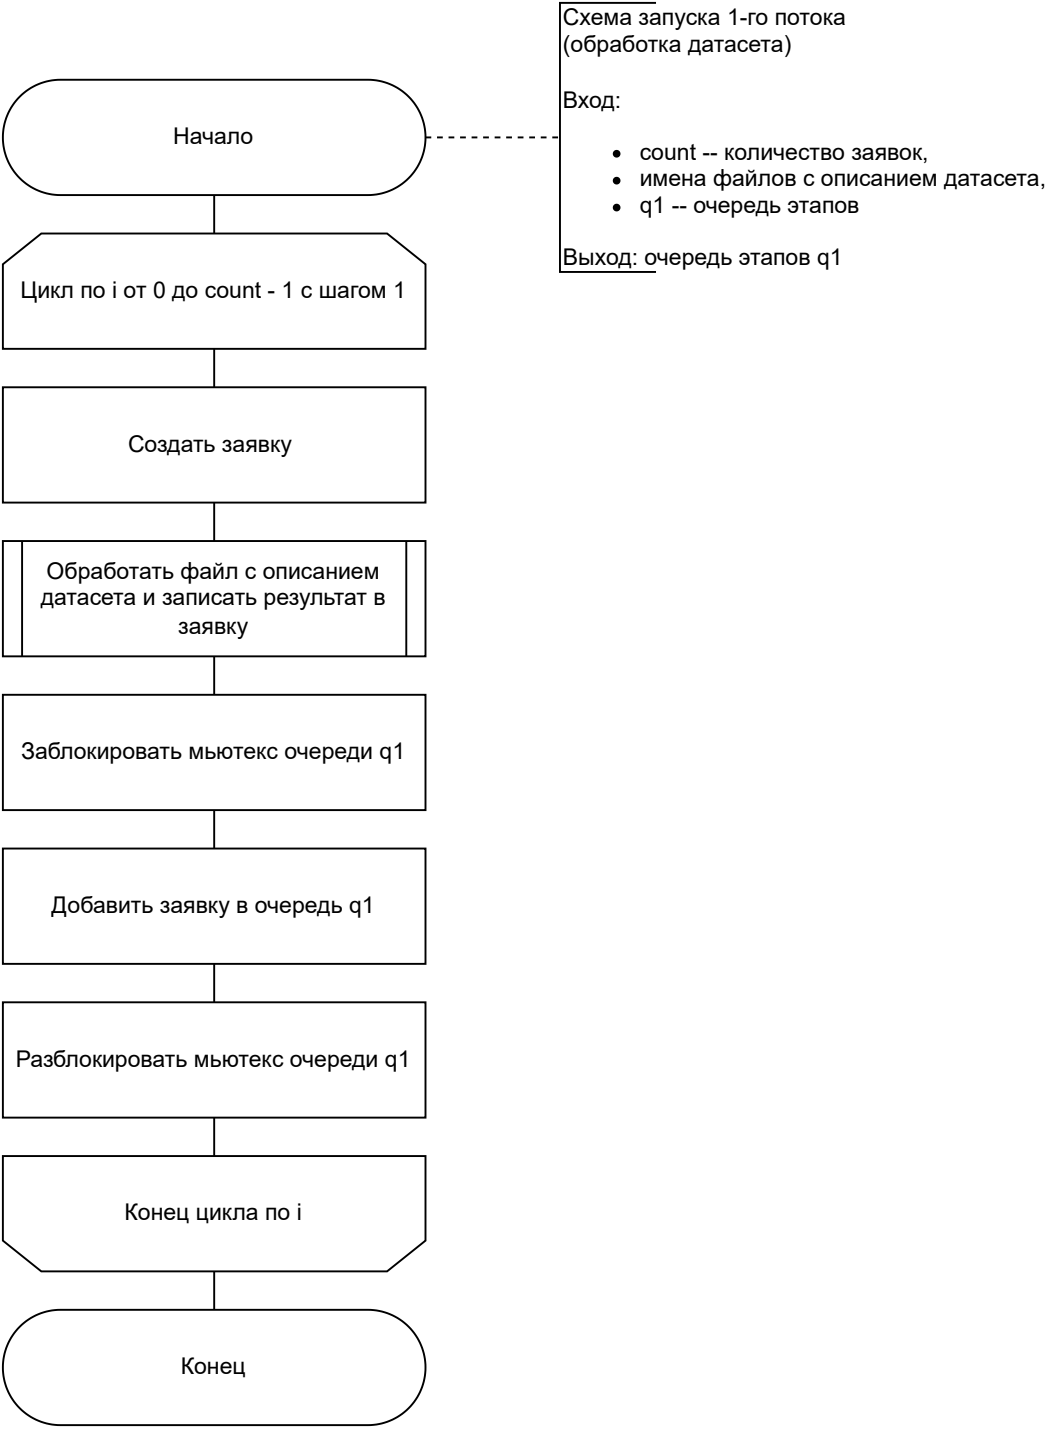 Схема запуска 1-го потока
(обработка датасета)
Вход:
• count -- количество заявок,
• имена файлов с описанием датасета,
• q1 -- очередь этапов
Выход: очередь этапов q1
Начало
Цикл по i от 0 до count - 1 с шагом 1
Создать заявку
Обработать файл с описанием
датасета и записать результат в
заявку
Заблокировать мьютекс очереди q1
Добавить заявку в очередь q1
Разблокировать мьютекс очереди q1
Конец цикла по i
Конец